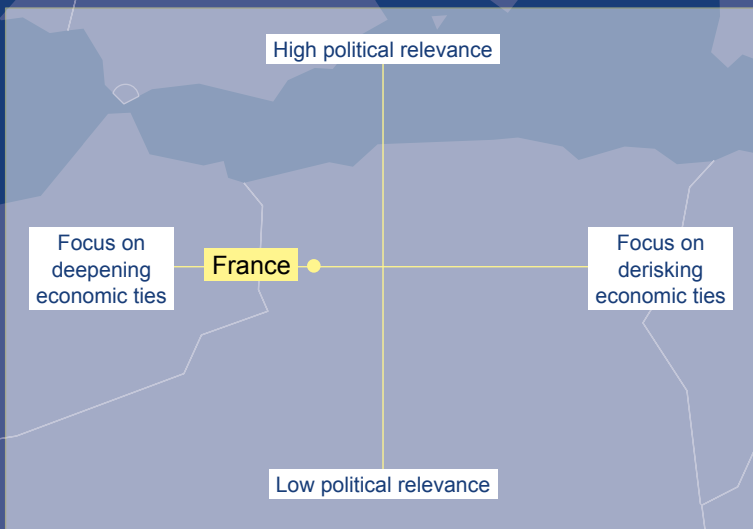 High political relevance
Focus on
deepening
economic ties
France
Focus on
derisking
economic ties
Low political relevance